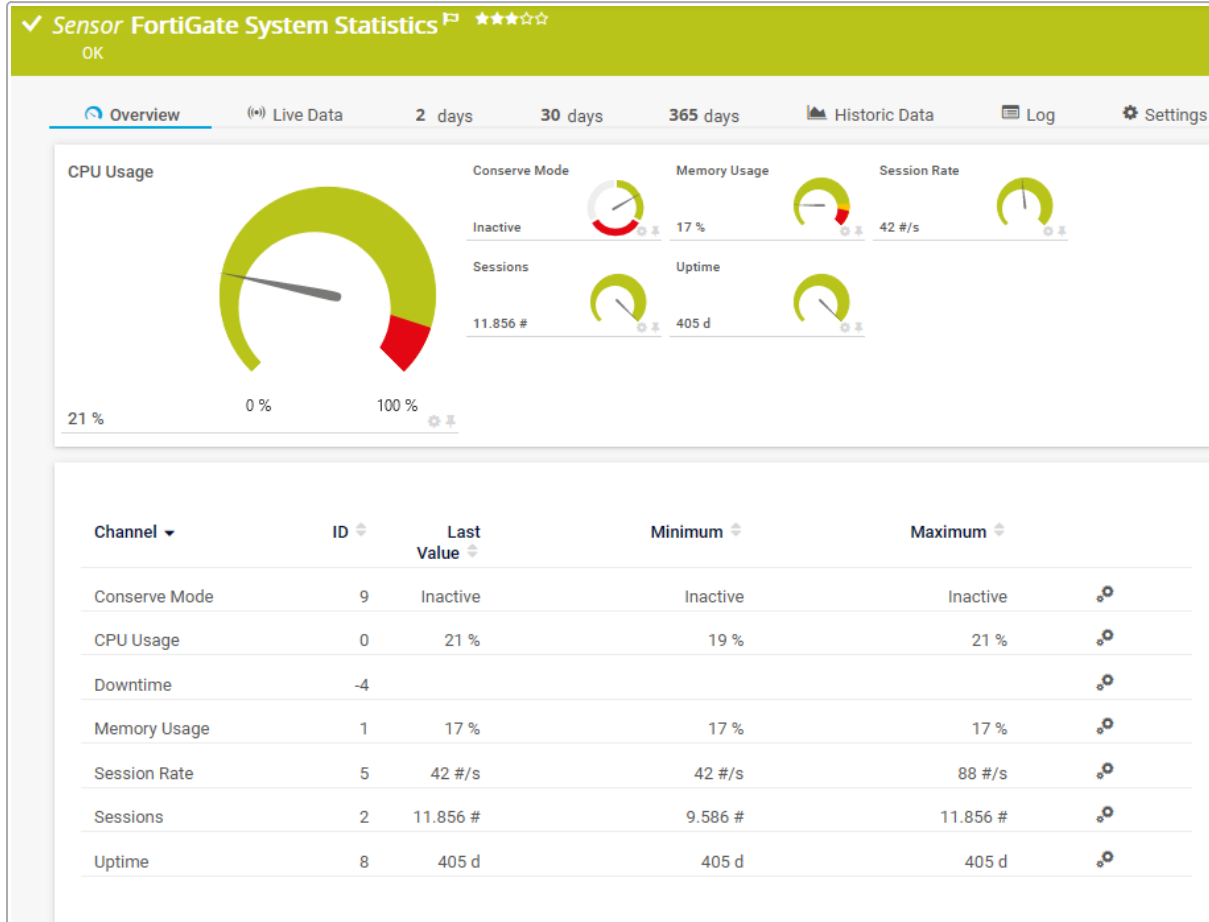 Sensor FortiGate System Statistics
OK
Overview Live Data 2 days 30 days 365 days Historic Data Log Settings
CPU Usage
0 % 100 %
21 %
Conserve Mode
Inactive
Memory Usage
17 %
Session Rate
42 #/s
Sessions
11.856 #
Uptime
405 d
Channel ID Last Value Minimum Maximum
Conserve Mode 9 Inactive Inactive Inactive
CPU Usage 0 21 % 19 % 21 %
Downtime -4
Memory Usage 1 17 % 17 % 17 %
Session Rate 5 42 #/s 42 #/s 88 #/s
Sessions 2 11.856 # 9.586 # 11.856 #
Uptime 8 405 d 405 d 405 d